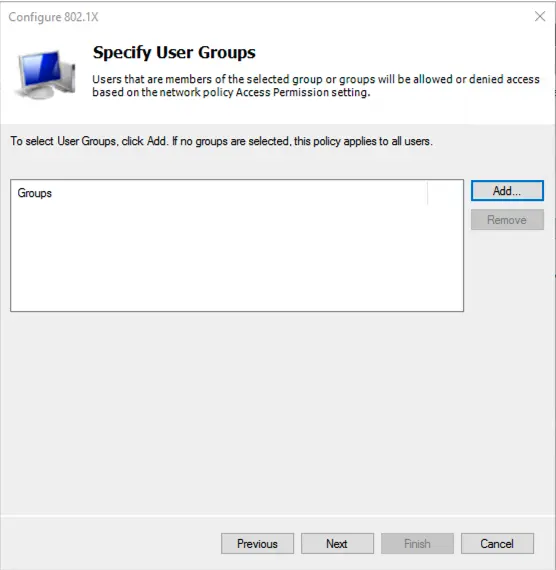 Configure 802.1X
Specify User Groups
Users that are members of the selected group or groups will be allowed or denied access
based on the network policy Access Permission setting.
To select User Groups, click Add. If no groups are selected, this policy applies to all users.
Groups
Add...
Remove
Previous
Next
Finish
Cancel